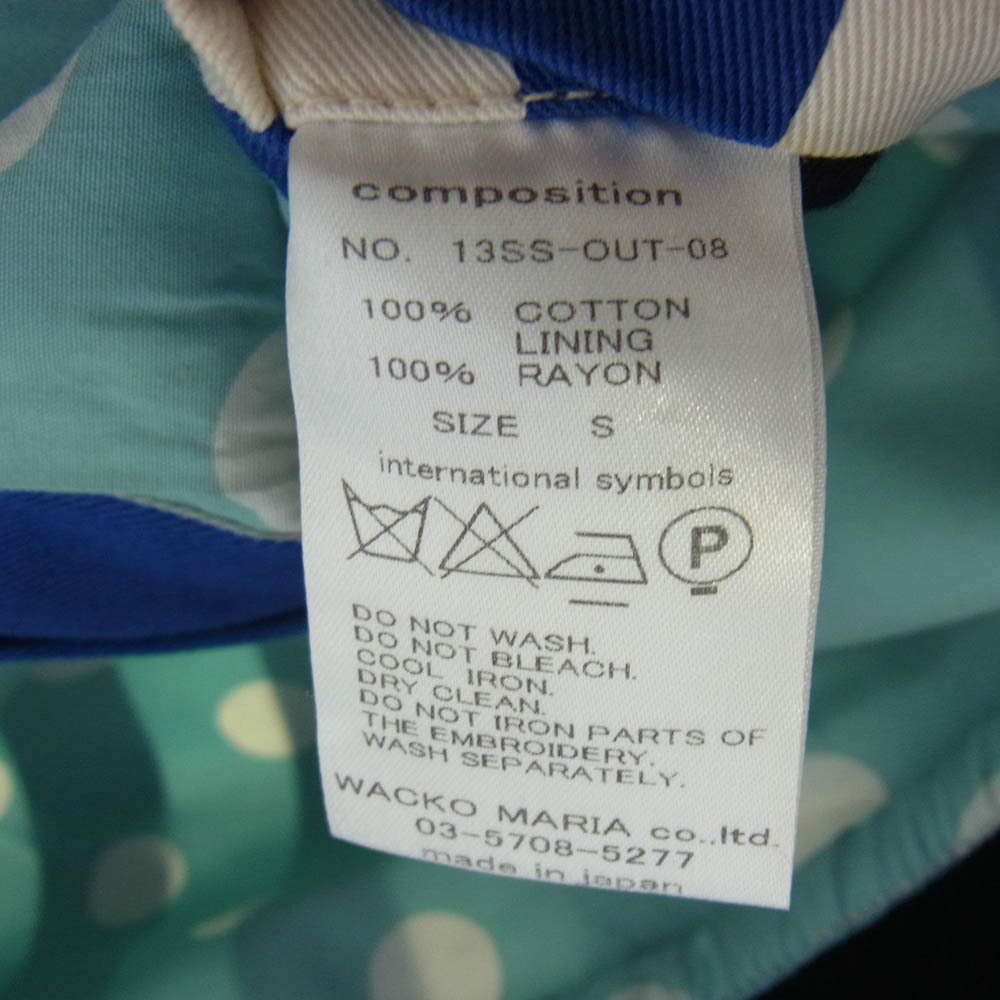 composition
NO. 13SS-OUT-08
100% COTTON
LINING
100% RAYON
SIZE S
international symbols
P
DO NOT WASH.
DO NOT BLEACH.
COOL IRON.
DRY CLEAN.
DO NOT IRON PARTS OF
THE EMBROIDERY.
WASH SEPARATELY.
WACKO MARIA co.,ltd.
03-5708-5277
made in japan